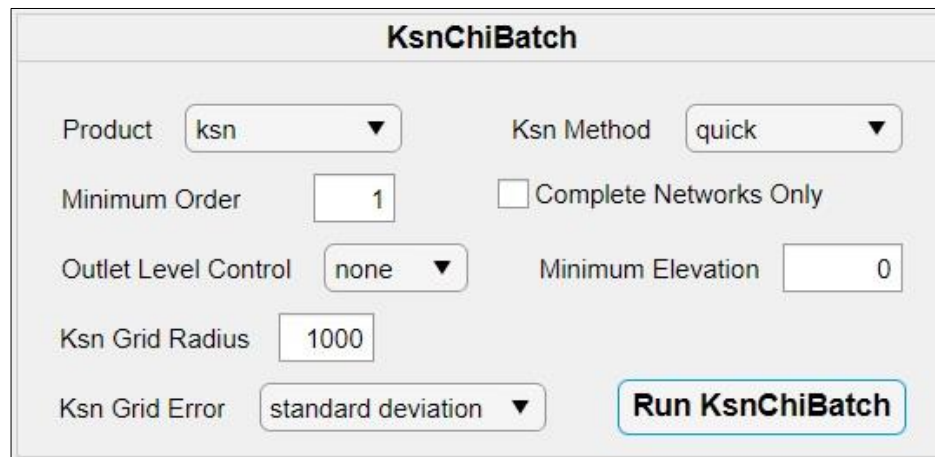 KsnChiBatch
Product ksn Ksn Method quick
Minimum Order 1 Complete Networks Only
Outlet Level Control none Minimum Elevation 0
Ksn Grid Radius 1000
Ksn Grid Error standard deviation Run KsnChiBatch